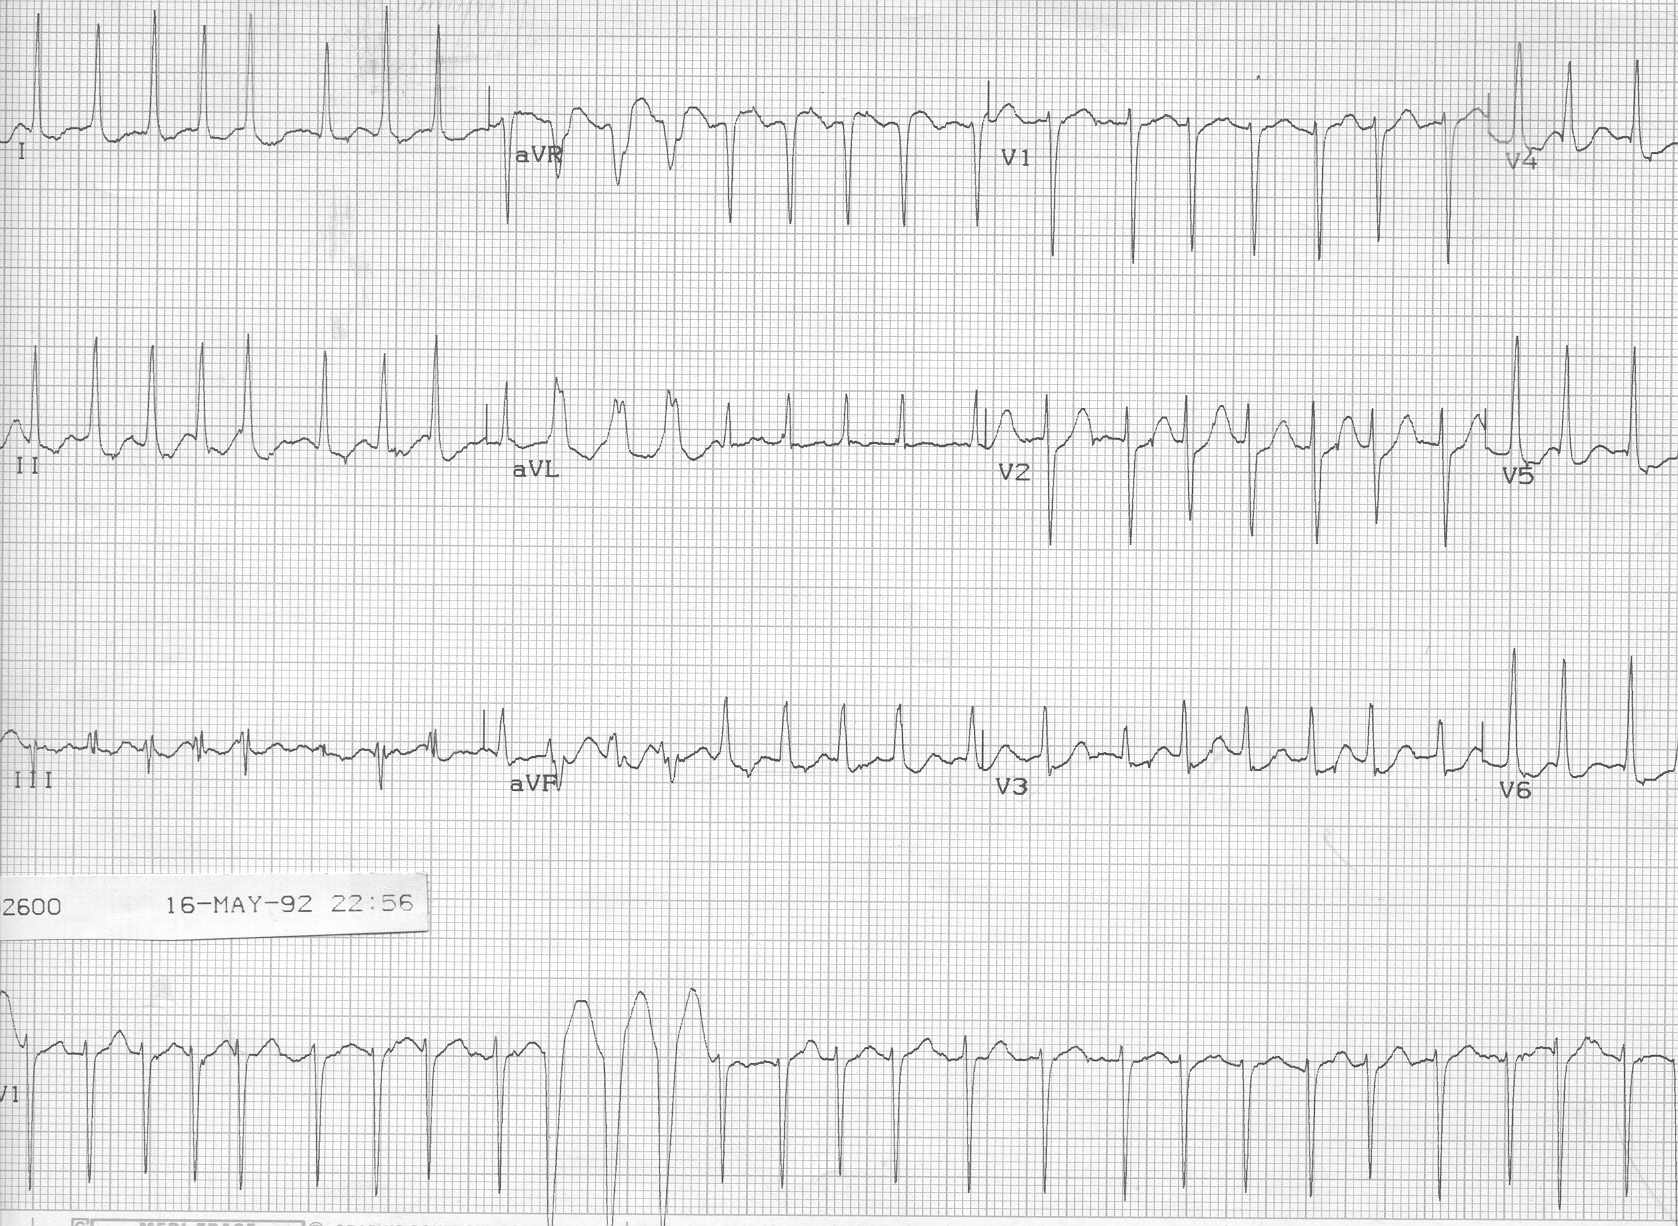 I aVR V1 V4
II aVL V2 V5
III aVF V3 V6
2600 16-MAY-92 22:56
V1